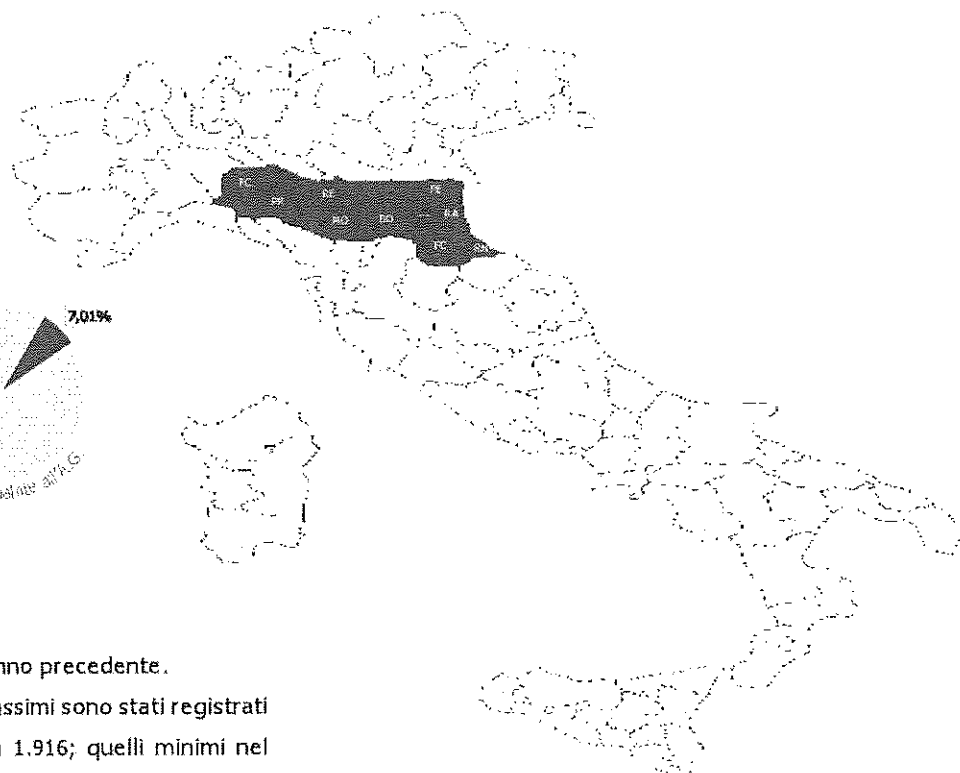 PC
PR
RE
MO
BO
FE
RA
FC
RN
7,01%
all'A.G.
nno precedente.
assimi sono stati registrati
1.916; quelli minimi nel